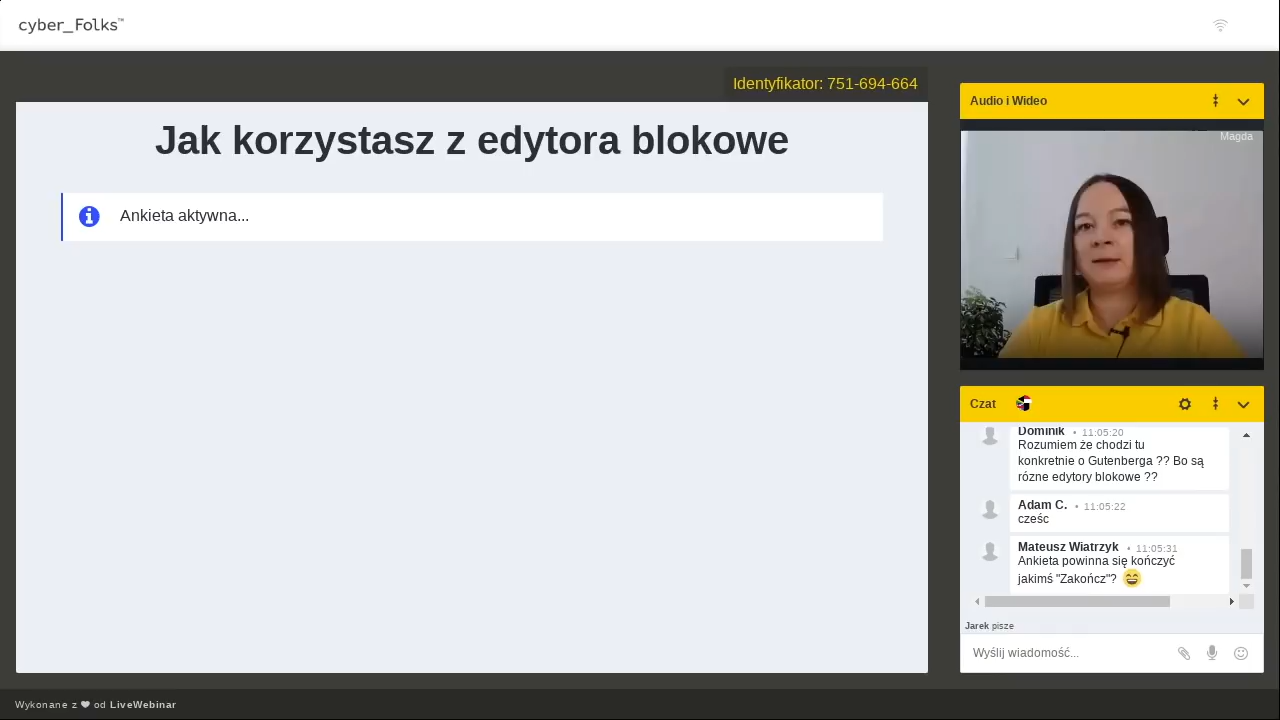 cyber_Folks™
Identyfikator: 751-694-664
Jak korzystasz z edytora blokowe
Ankieta aktywna...
Audio i Wideo
Magda
Czat
Dominik • 11:05:20
Rozumiem że chodzi tu
konkretnie o Gutenberga ?? Bo są
rózne edytory blokowe ??
Adam C. • 11:05:22
cześc
Mateusz Wiatrzyk • 11:05:31
Ankieta powinna się kończyć
jakimś "Zakończ"? 😄
Jarek pisze
Wyślij wiadomość...
Wykonane z ❤ od LiveWebinar